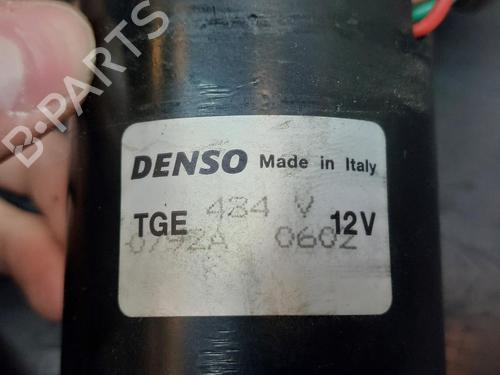 B-PARTS
DENSO Made in Italy
TGE 434 V 12V
0792A 0602